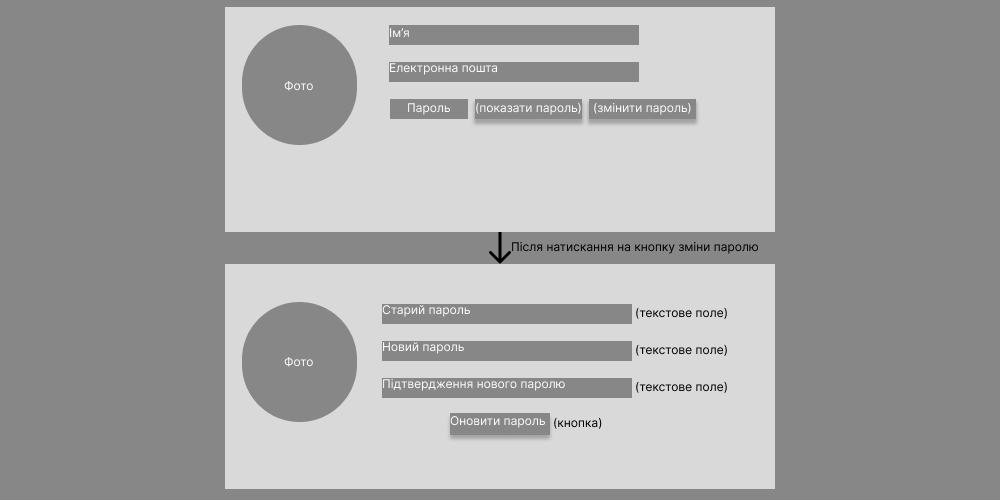 Ім’я
Фото
Електронна пошта
Пароль (показати пароль) (змінити пароль)
Після натискання на кнопку зміни паролю
Старий пароль (текстове поле)
Новий пароль (текстове поле)
Фото
Підтвердження нового паролю (текстове поле)
Оновити пароль (кнопка)